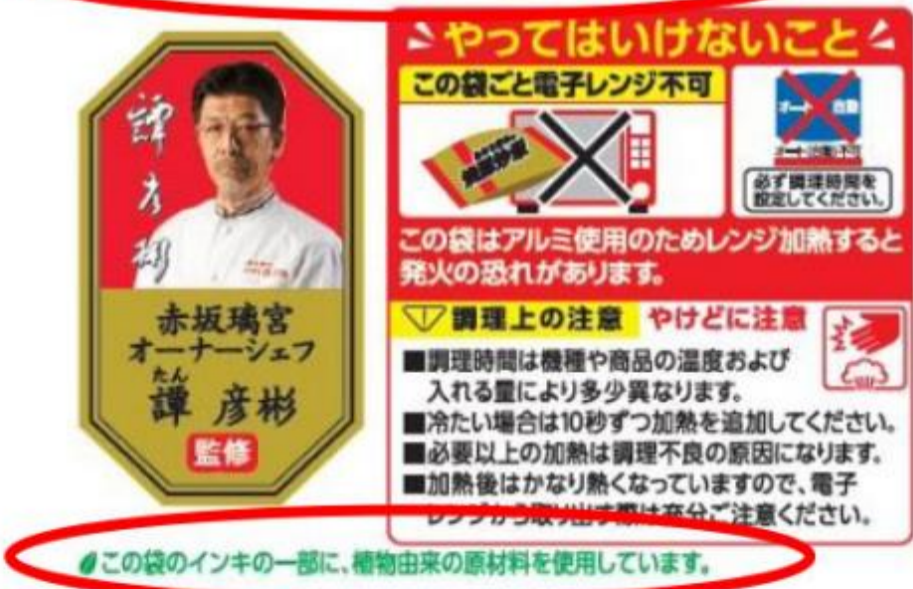 譚彦彬
赤坂璃宮
オーナーシェフ
たん
譚 彦彬
監修
やってはいけないこと
この袋ごと電子レンジ不可
オート 自動
必ず調理時間を
設定してください。
この袋はアルミ使用のためレンジ加熱すると
発火の恐れがあります。
調理上の注意 やけどに注意
■調理時間は機種や商品の温度および
入れる量により多少異なります。
■冷たい場合は10秒ずつ加熱を追加してください。
■必要以上の加熱は調理不良の原因になります。
■加熱後はかなり熱くなっていますので、電子
レンジから取り出す際は充分ご注意ください。
この袋のインキの一部に、植物由来の原材料を使用しています。